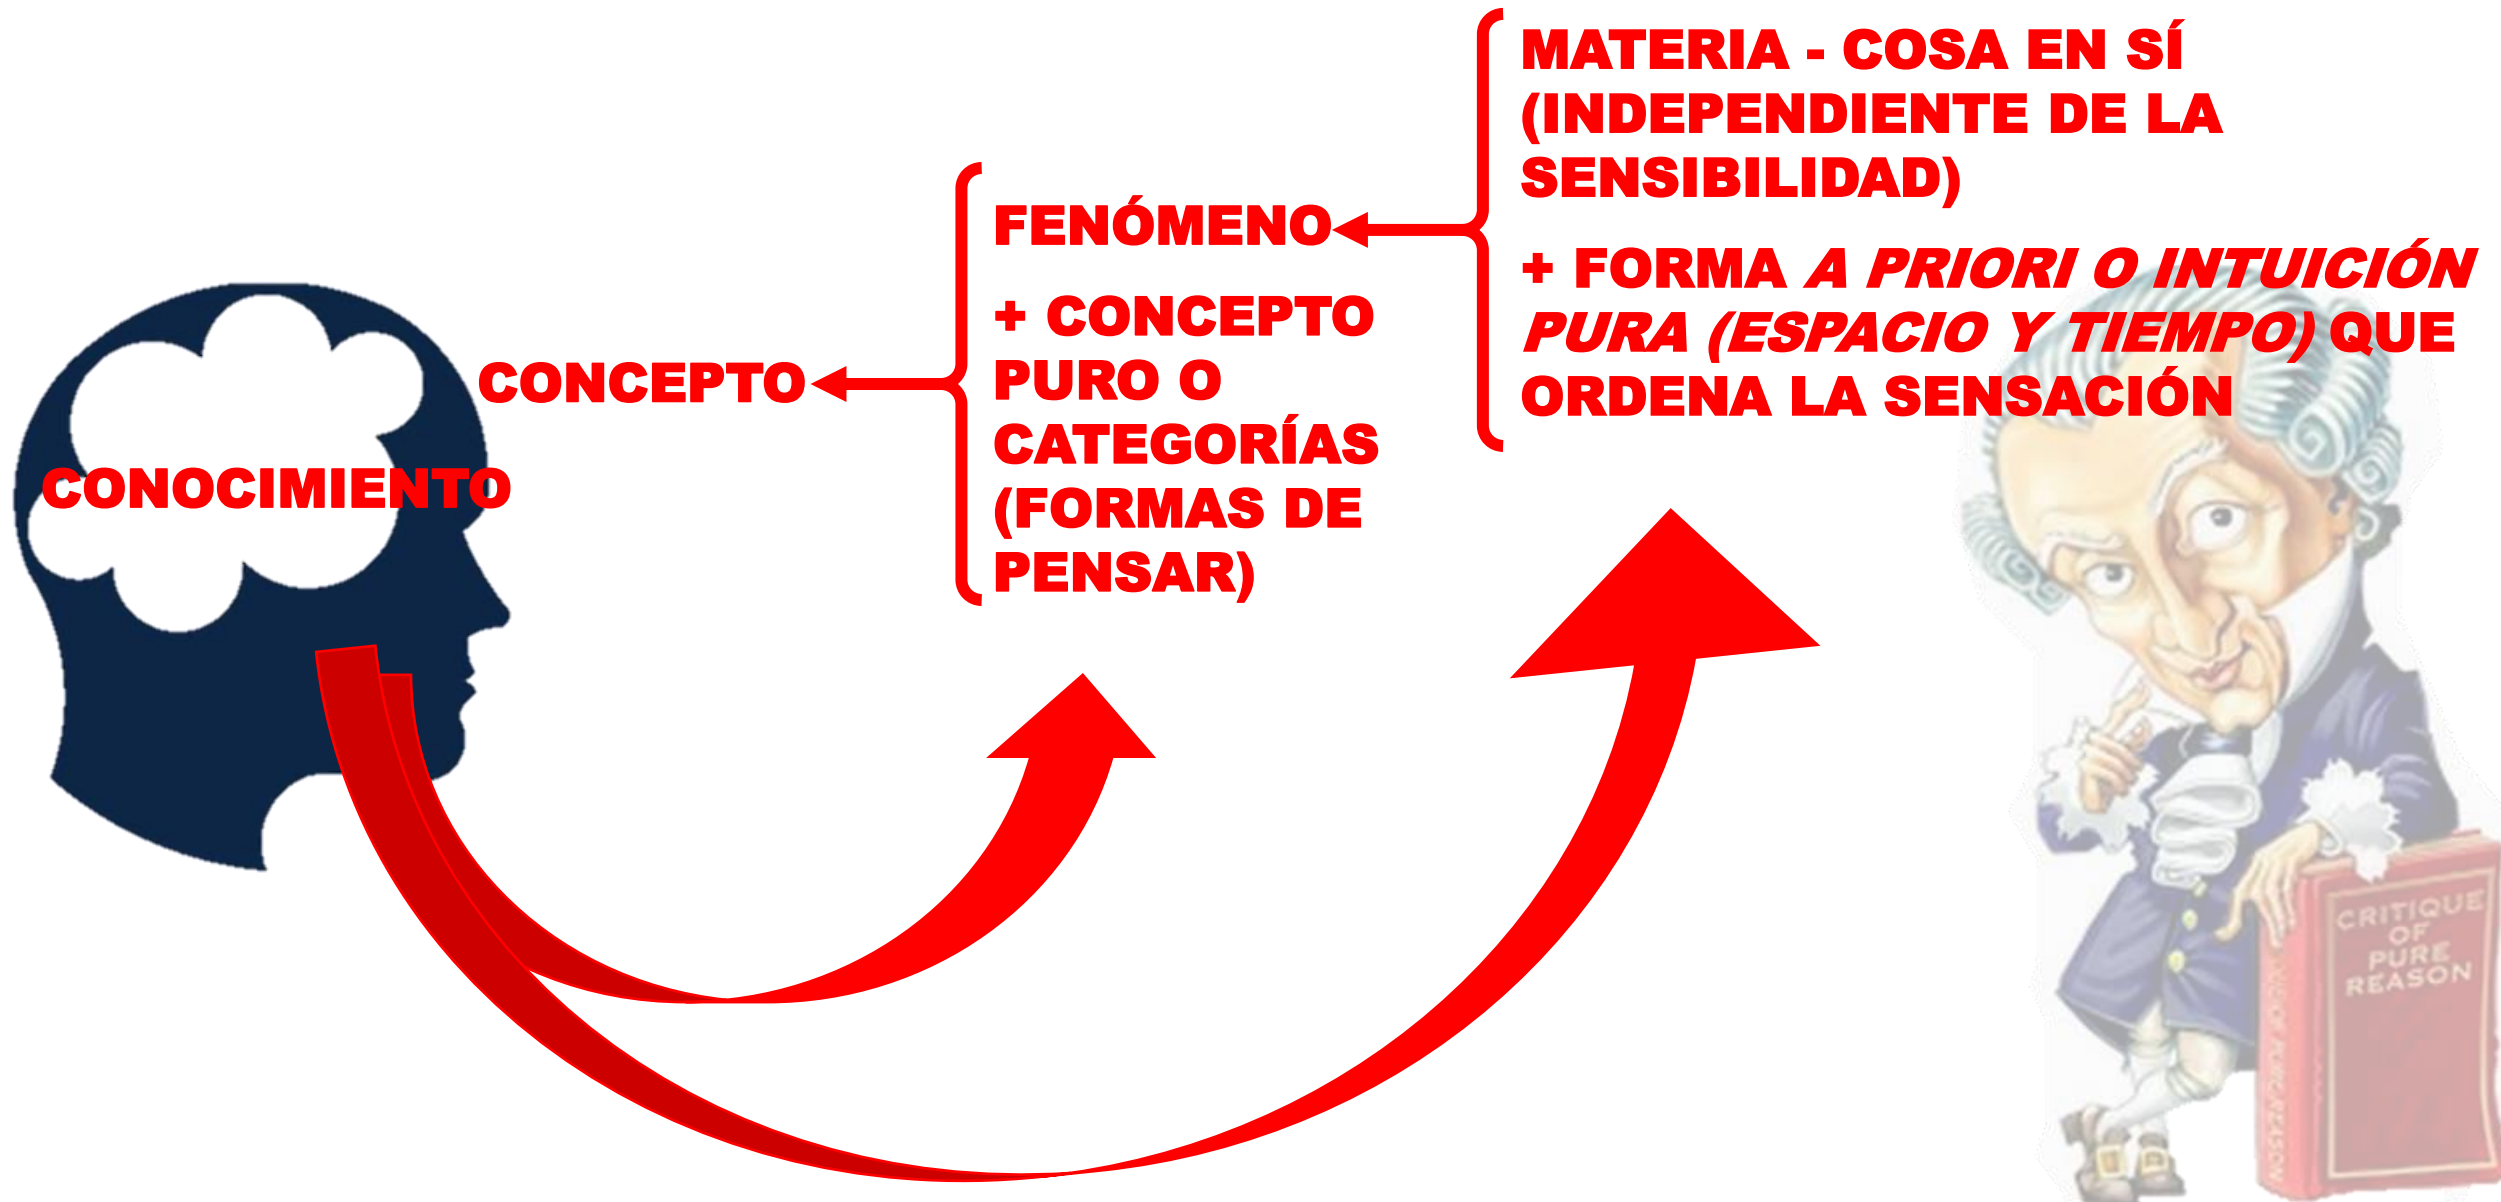 CONOCIMIENTO
CONCEPTO
FENÓMENO
+ CONCEPTO
PURO O
CATEGORÍAS
(FORMAS DE
PENSAR)
MATERIA - COSA EN SÍ
(INDEPENDIENTE DE LA
SENSIBILIDAD)
+ FORMA A PRIORI O INTUICIÓN
PURA (ESPACIO Y TIEMPO) QUE
ORDENA LA SENSACIÓN
CRITIQUE
OF
PURE
REASON